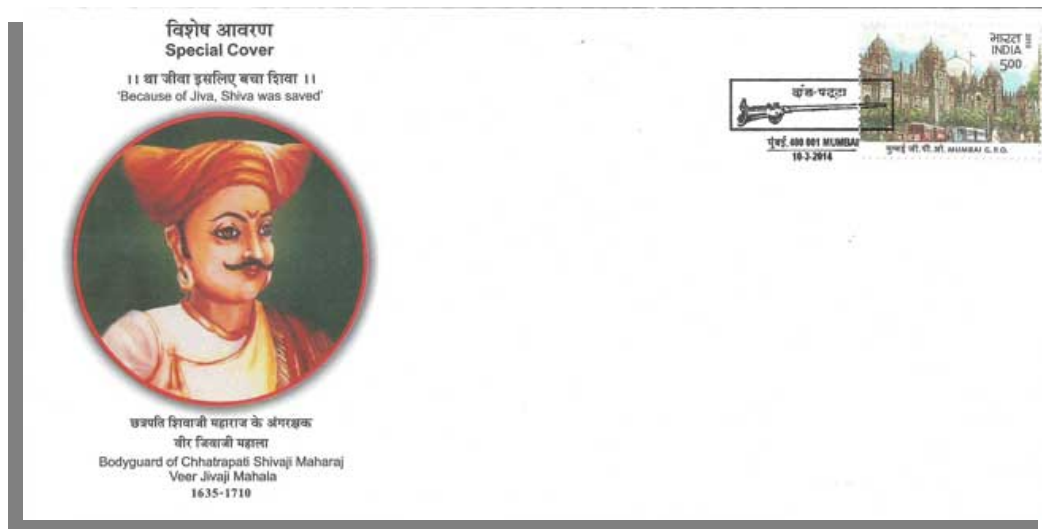 विशेष आवरण
Special Cover
।। था जीवा इसलिए बचा शिवा ।।
'Because of Jiva, Shiva was saved'
छत्रपति शिवाजी महाराज के अंगरक्षक
वीर जिवाजी महाला
Bodyguard of Chhatrapati Shivaji Maharaj
Veer Jivaji Mahala
1635-1710
दांड-पट्टा
मुंबई. 400 001 MUMBAI
10-3-2014
भारत
INDIA
500
मुम्बई जी.पी.ओ. MUMBAI G.P.O.